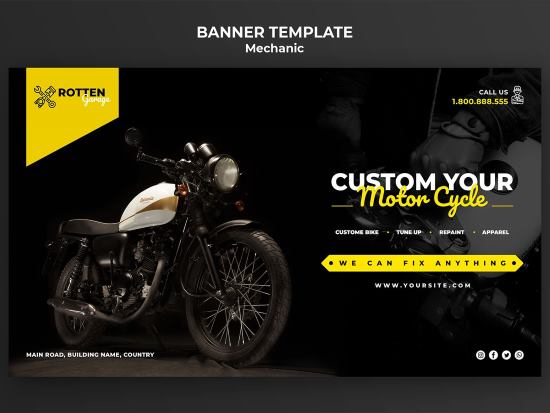 BANNER TEMPLATE
Mechanic
ROTTEN
Garage
CALL US
1.800.888.555
CUSTOM YOUR
Motor Cycle
CUSTOME BIKE • TUNE UP • REPAINT • APPAREL
WE CAN FIX ANYTHING
WWW.YOURSITE.COM
MAIN ROAD, BUILDING NAME, COUNTRY